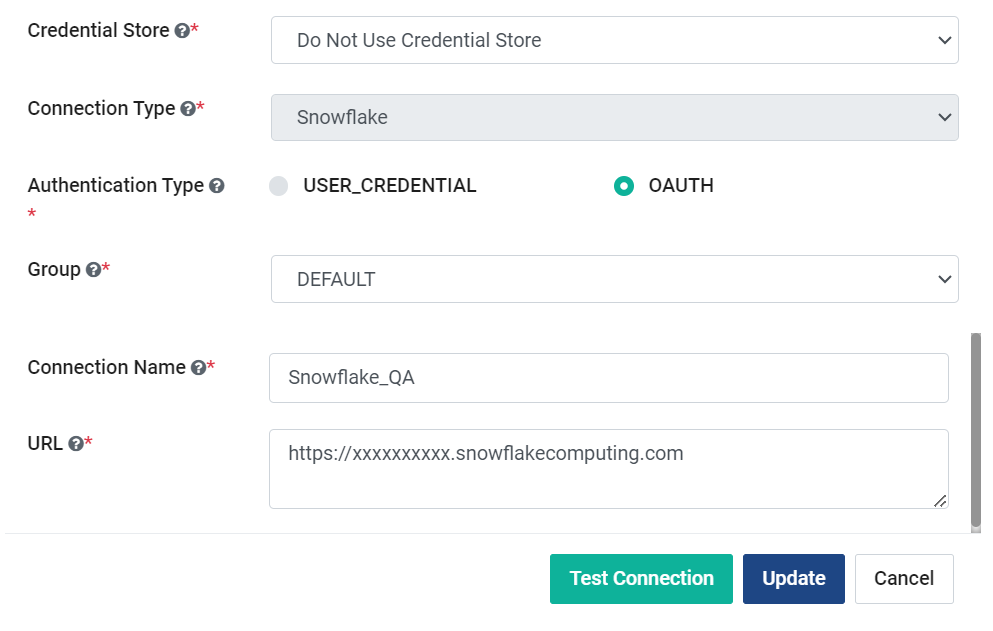 Credential Store ?*
Do Not Use Credential Store
Connection Type ?*
Snowflake
Authentication Type ?
*
USER_CREDENTIAL
OAUTH
Group ?*
DEFAULT
Connection Name ?*
Snowflake_QA
URL ?*
https://xxxxxxxxxx.snowflakecomputing.com
Test Connection
Update
Cancel